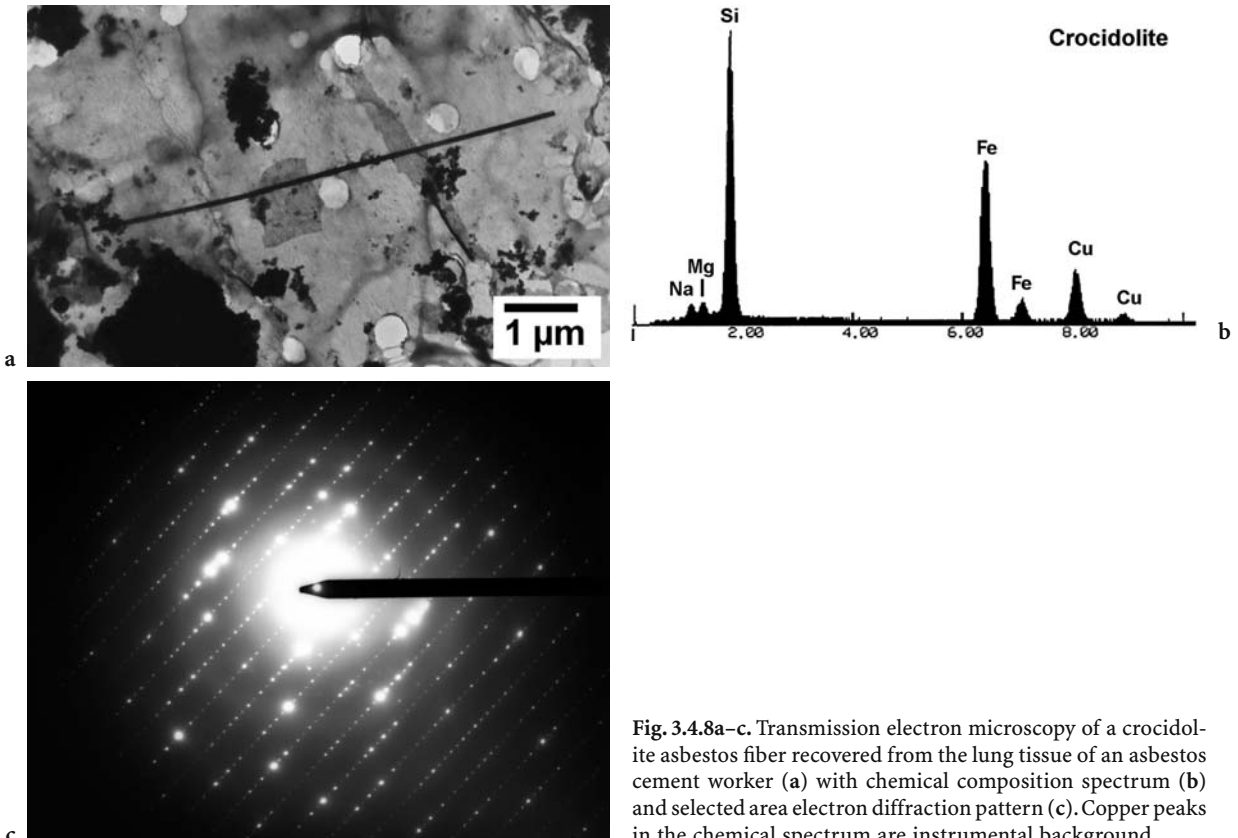 1 μm
a
Crocidolite
Si
Fe
Cu
Mg
Na
Fe
Cu
2.00 4.00 6.00 8.00
b
c
Fig. 3.4.8a–c. Transmission electron microscopy of a crocidol-
ite asbestos fiber recovered from the lung tissue of an asbestos
cement worker (a) with chemical composition spectrum (b)
and selected area electron diffraction pattern (c). Copper peaks
in the chemical spectrum are instrumental background